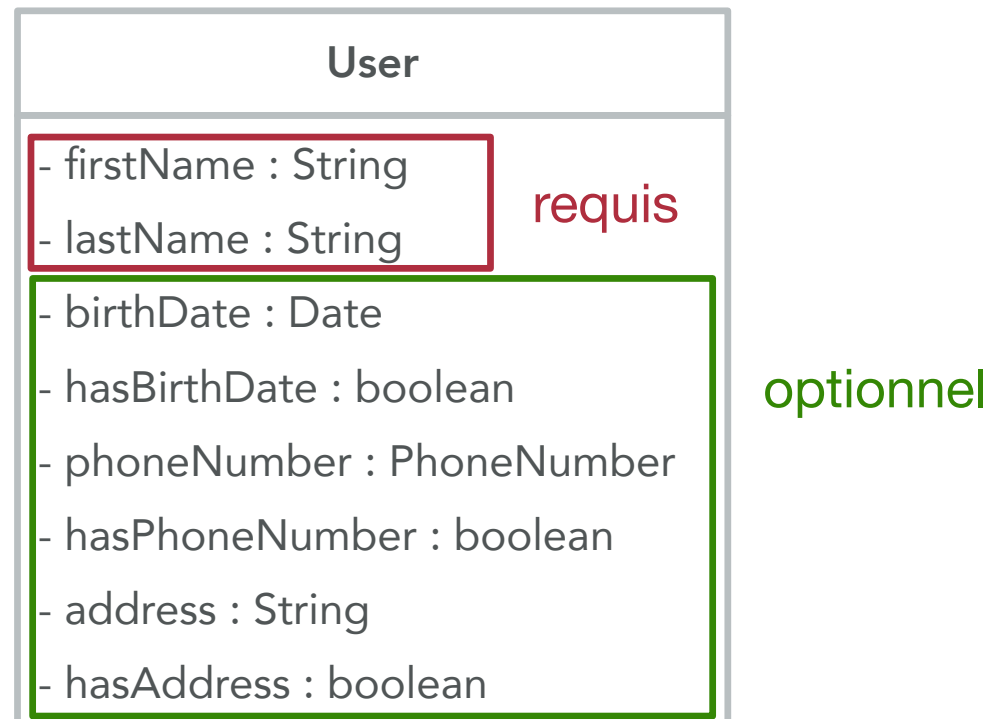 User
- firstName : String
- lastName : String
requis
- birthDate : Date
- hasBirthDate : boolean
- phoneNumber : PhoneNumber
- hasPhoneNumber : boolean
- address : String
- hasAddress : boolean
optionnel